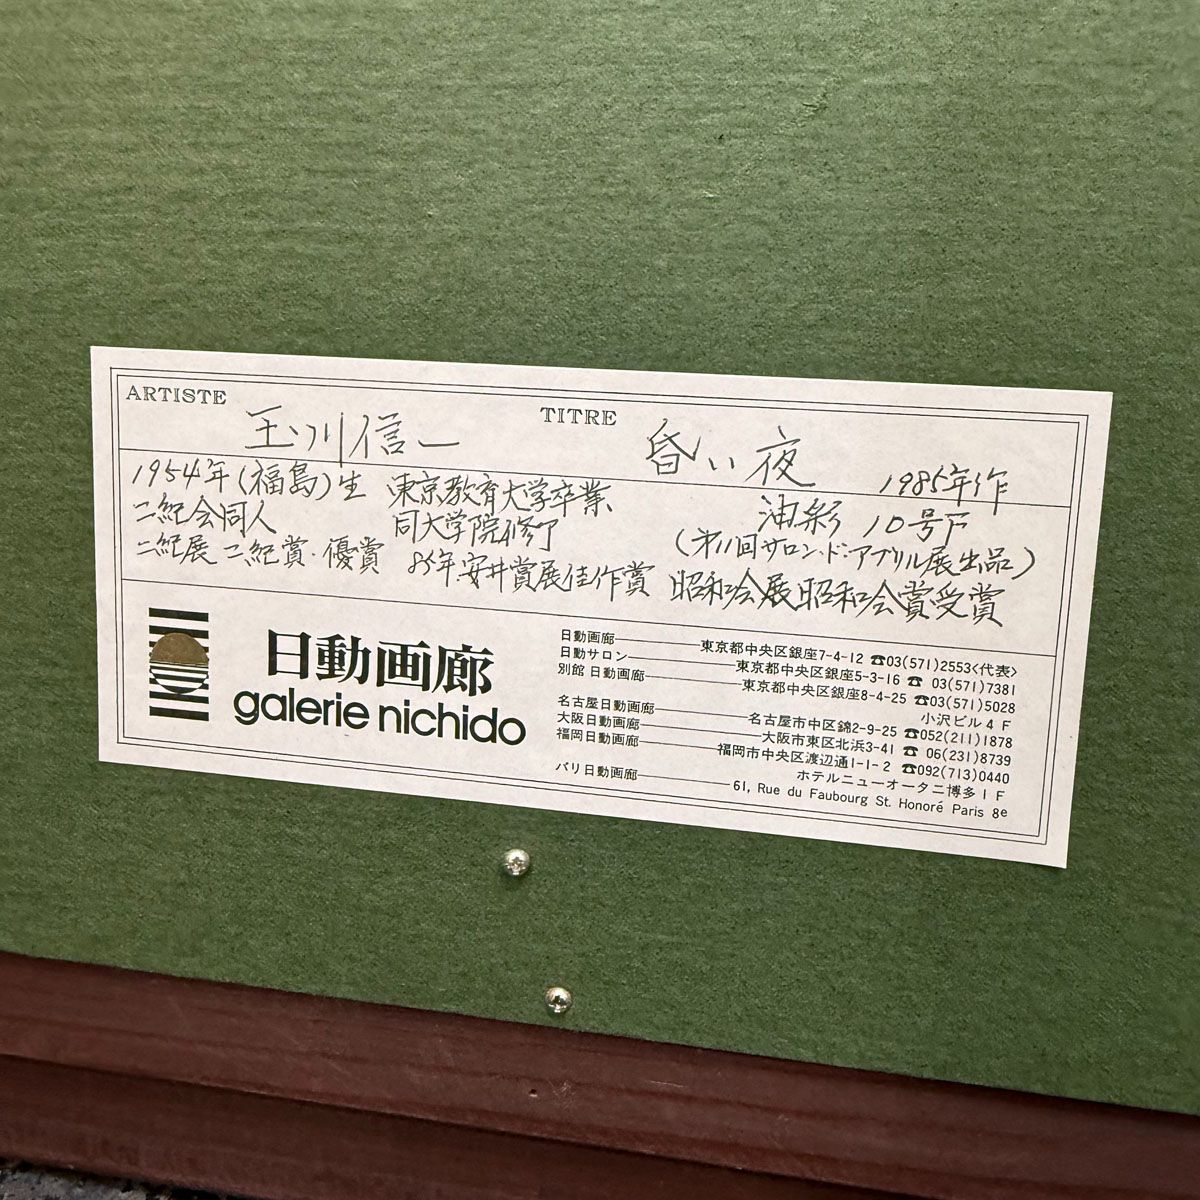 ARTISTE
玉川信一
TITRE
昏い夜
1985年作
1954年(福島)生 東京教育大学卒業
油彩 10号F
二紀会同人 同大学院修了
(第11回サロン・ド・アブリル展出品)
二紀展 二紀賞・優賞 85年安井賞展佳作賞 昭和会展昭和会賞受賞
日動画廊
galerie nichido
日動画廊 東京都中央区銀座7-4-12 ☎03(571)2553<代表>
日動サロン 東京都中央区銀座5-3-16 ☎ 03(571)7381
別館 日動画廊 東京都中央区銀座8-4-25 ☎03(571)5028
小沢ビル4F
名古屋日動画廊 名古屋市中区錦2-9-25 ☎052(211)1878
大阪日動画廊 大阪市東区北浜3-41 ☎ 06(231)8739
福岡日動画廊 福岡市中央区渡辺通1-1-2 ☎092(713)0440
ホテルニューオータニ博多1F
パリ日動画廊 61, Rue du Faubourg St. Honoré Paris 8e